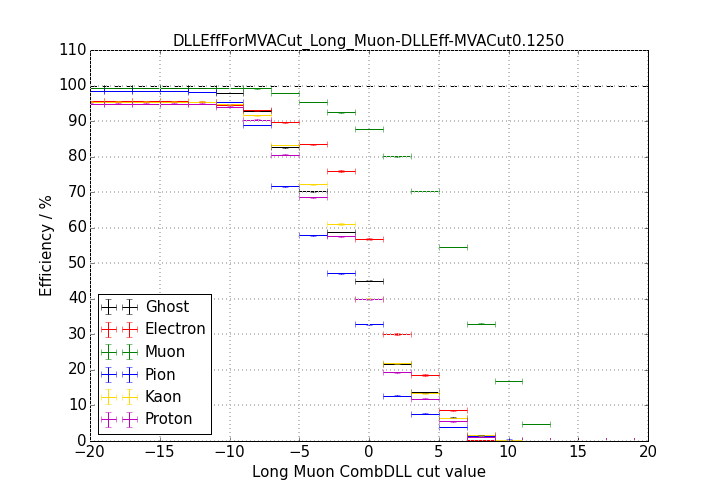 DLLEffForMVACut_Long_Muon-DLLEff-MVACut0.1250
110
100
90
80
70
60
50
40
30
20
10
0
Efficiency / %
Ghost
Electron
Muon
Pion
Kaon
Proton
−20 −15 −10 −5 0 5 10 15 20
Long Muon CombDLL cut value